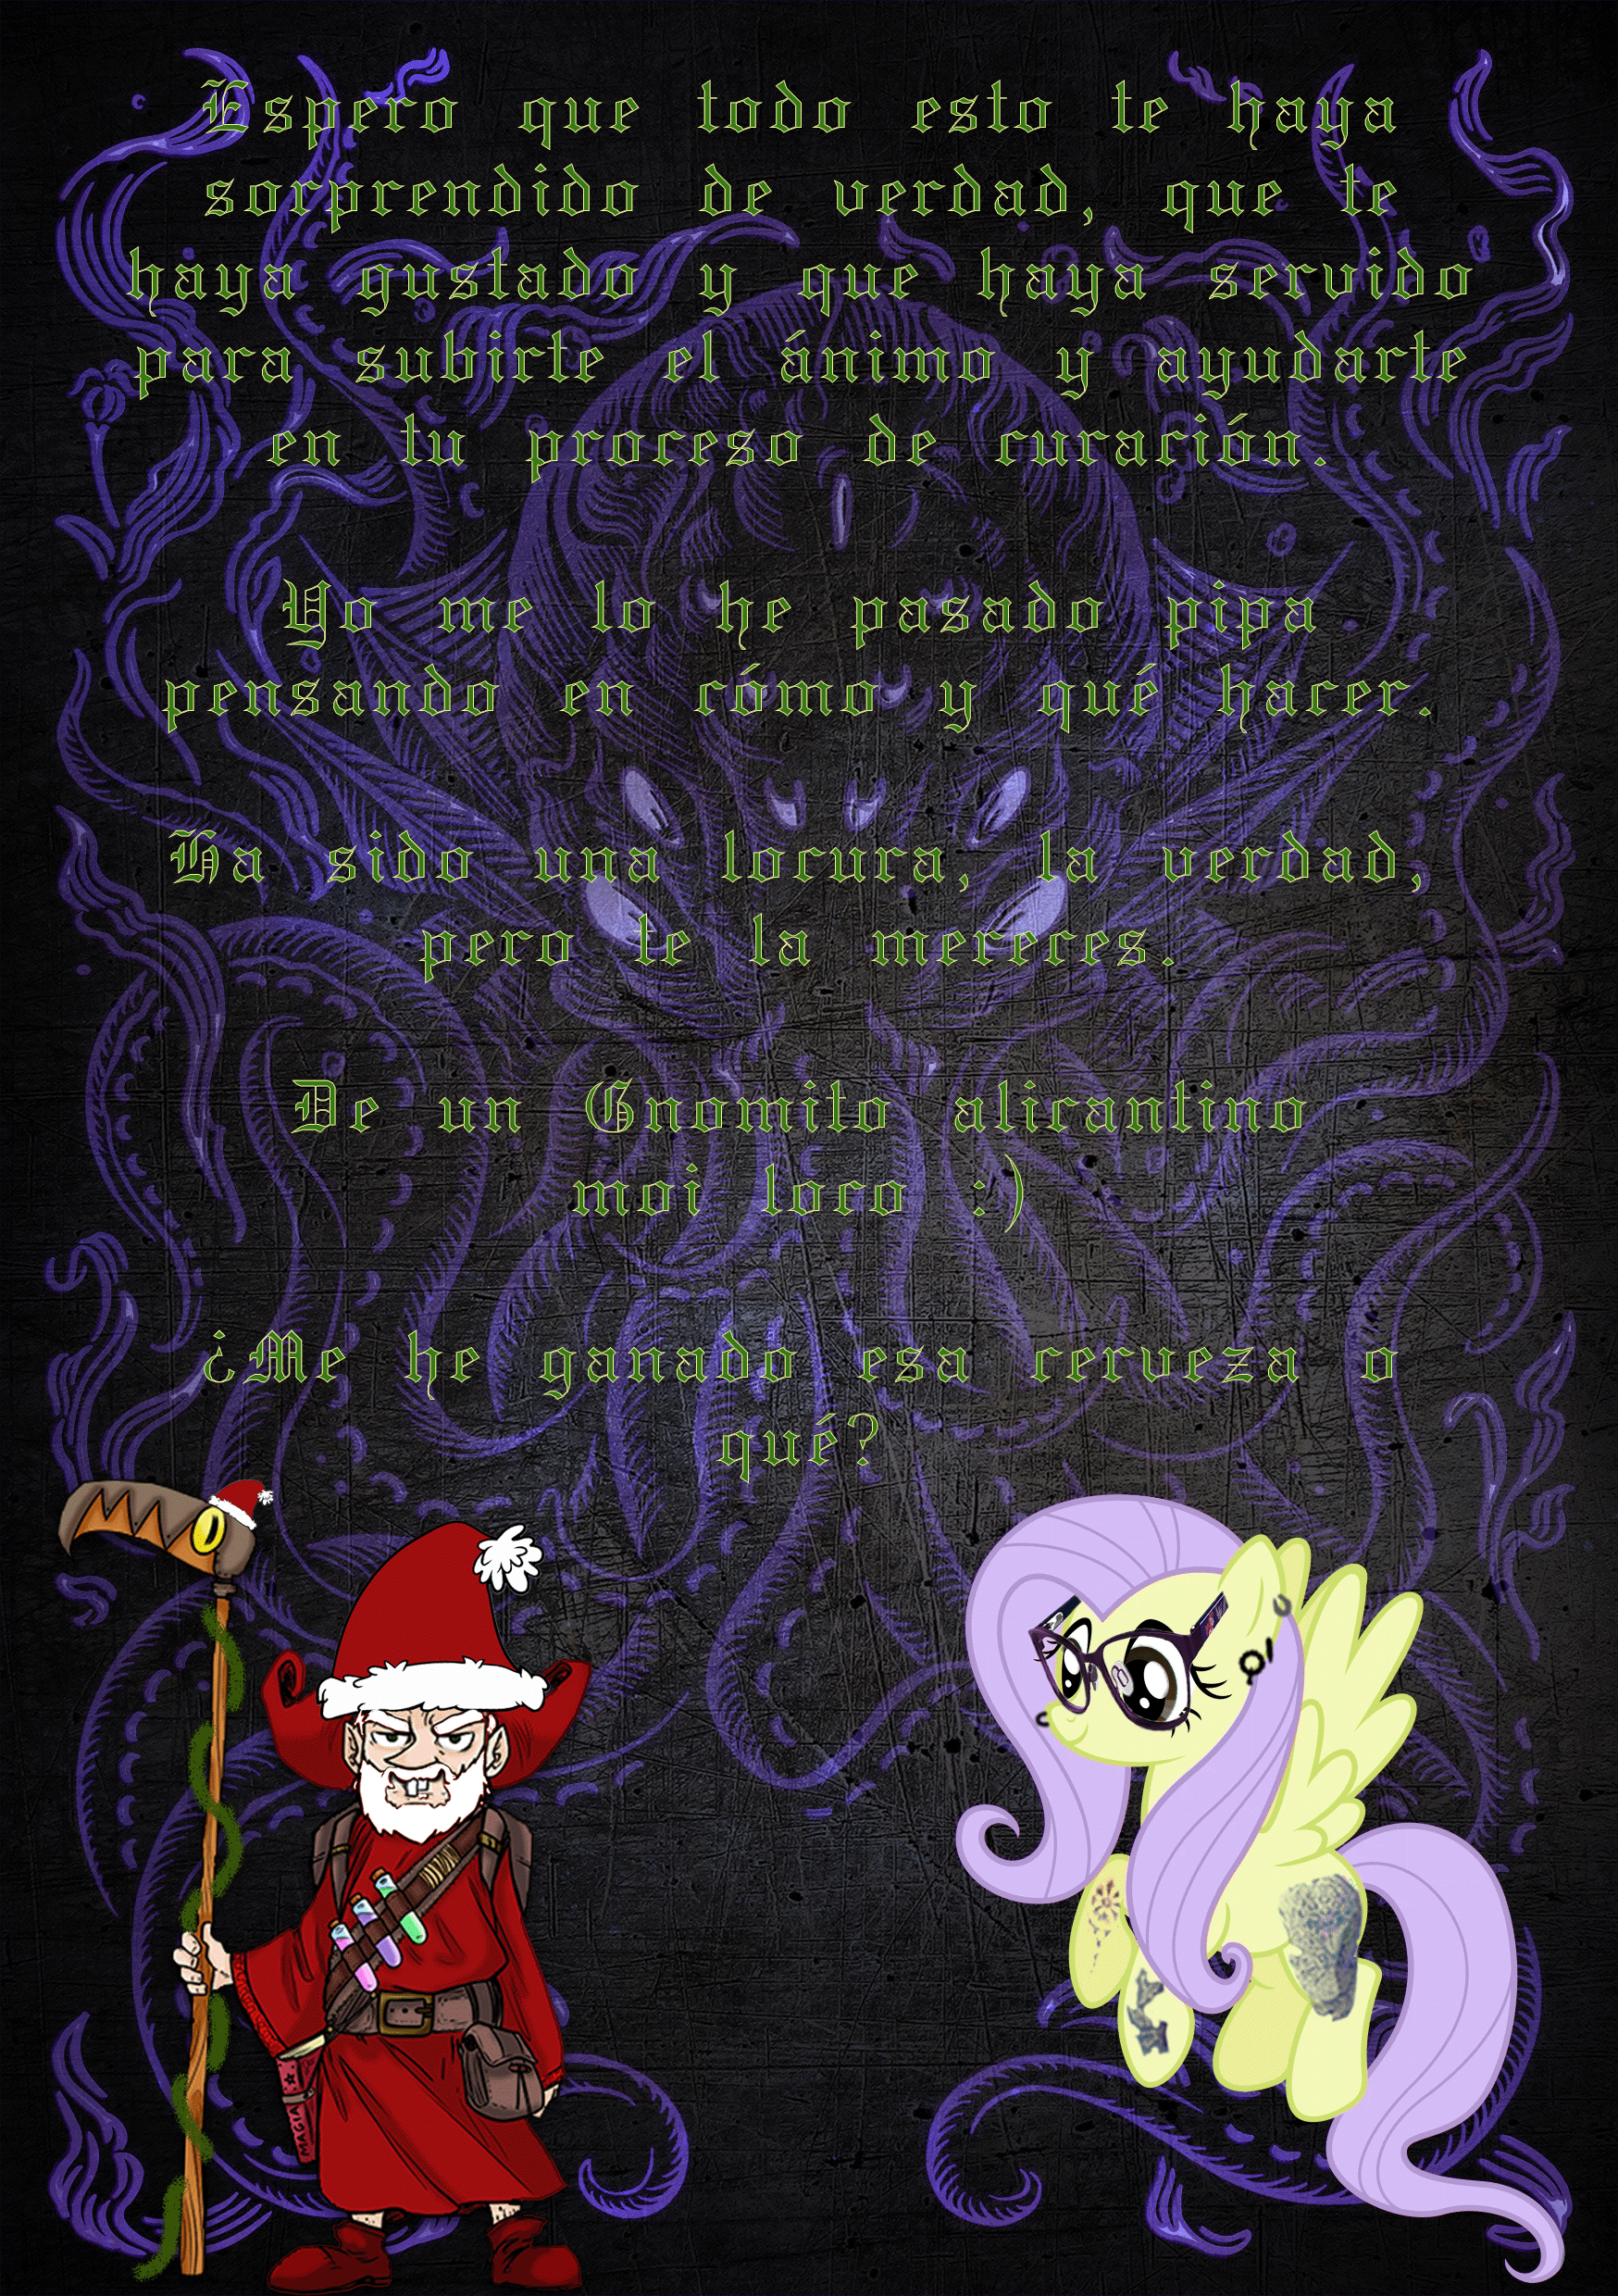 Espero que todo esto te haya
sorprendido de verdad, que te
haya gustado y que haya servido
para subirte el ánimo y ayudarte
en tu proceso de curación.
Yo me lo he pasado pipa
pensando en cómo y qué hacer.
Ha sido una locura, la verdad,
pero te la mereces.
De un Gnomito alicantino
moi loco :)
¿Me he ganado esa cerveza o
qué?
MAGIA